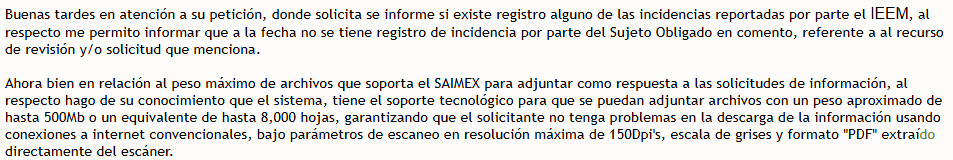 Buenas tardes en atención a su petición, donde solicita se informe si existe registro alguno de las incidencias reportadas por parte el IEEM, al
respecto me permito informar que a la fecha no se tiene registro de incidencia por parte del Sujeto Obligado en comento, referente a al recurso
de revisión y/o solicitud que menciona.
Ahora bien en relación al peso máximo de archivos que soporta el SAIMEX para adjuntar como respuesta a las solicitudes de información, al
respecto hago de su conocimiento que el sistema, tiene el soporte tecnológico para que se puedan adjuntar archivos con un peso aproximado de
hasta 500Mb o un equivalente de hasta 8,000 hojas, garantizando que el solicitante no tenga problemas en la descarga de la información usando
conexiones a internet convencionales, bajo parámetros de escaneo en resolución máxima de 150Dpi's, escala de grises y formato "PDF" extraído
directamente del escáner.